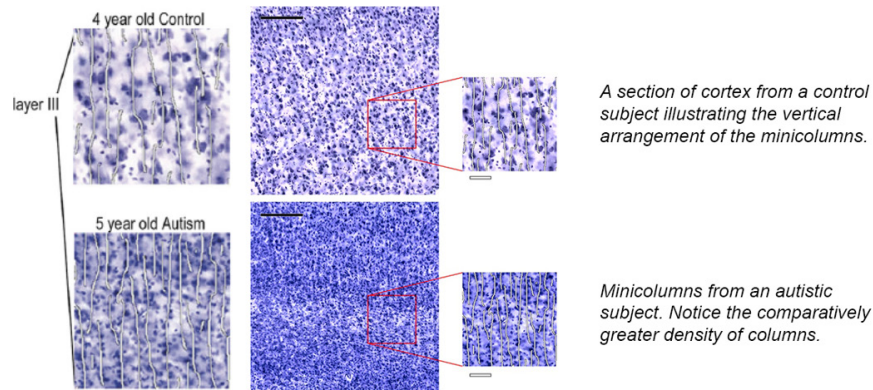 4 year old Control
layer III
A section of cortex from a control
subject illustrating the vertical
arrangement of the minicolumns.
5 year old Autism
Minicolumns from an autistic
subject. Notice the comparatively
greater density of columns.